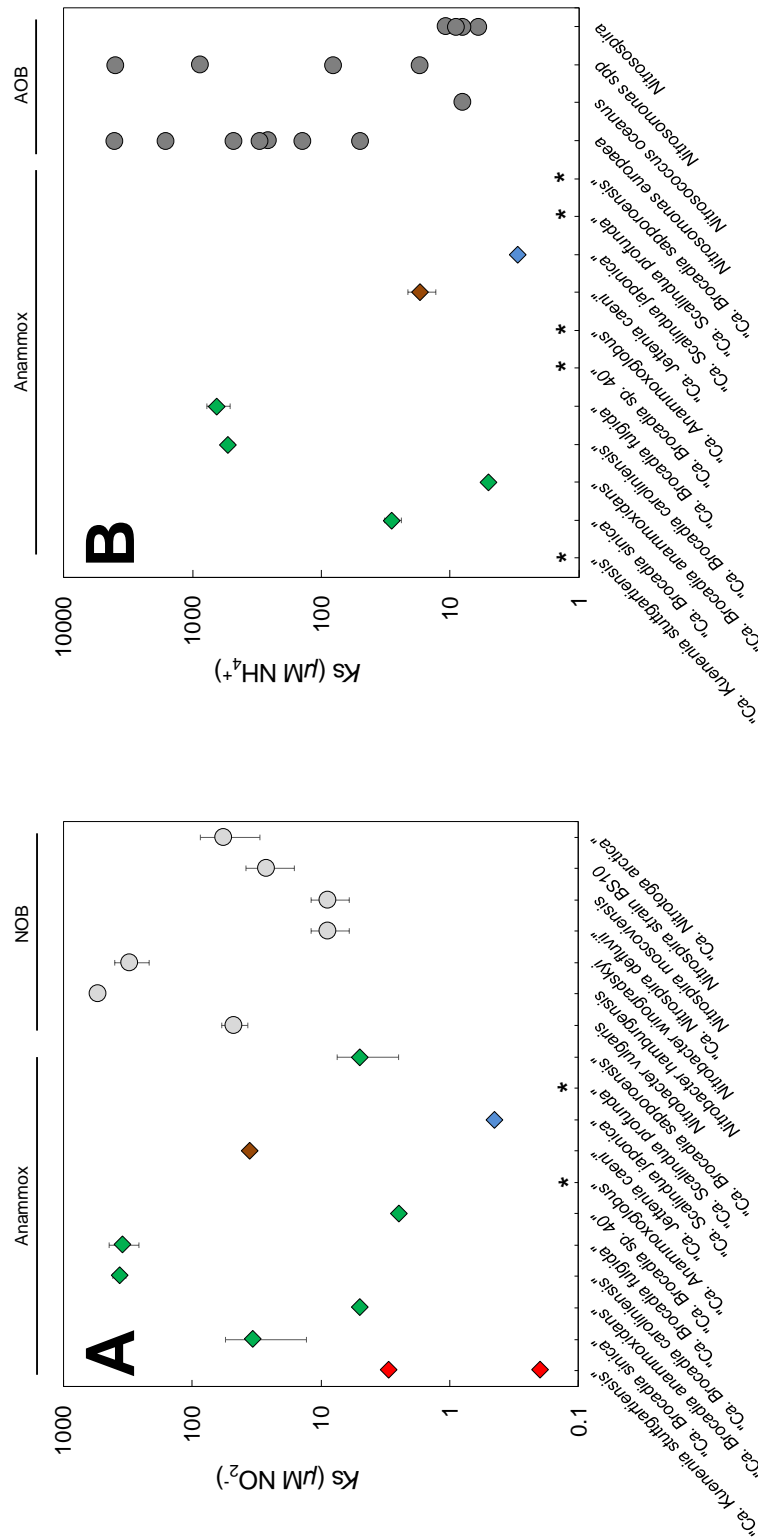 A
Anammox
NOB
Ks (μM NO₂⁻)
1000
100
10
1
0.1
*
*
"Ca. Kuenenia stuttgartiensis"
"Ca. Brocadia sinica"
"Ca. Brocadia anammoxidans"
"Ca. Brocadia caroliniensis"
"Ca. Brocadia fulgida"
"Ca. Brocadia sp. 40"
"Ca. Anammoxoglobus"
"Ca. Jettenia caeni"
"Ca. Scalindua japonica"
"Ca. Scalindua profunda"
"Ca. Brocadia sapporoensis"
Nitrobacter vulgaris
Nitrobacter hamburgensis
Nitrobacter winogradskyi
"Ca. Nitrospira defluvii"
Nitrospira moscoviensis
Nitrospira strain BS10
"Ca. Nitrotoga arctica"
B
Anammox
AOB
Ks (μM NH₄⁺)
10000
1000
100
10
1
*
*
*
*
*
"Ca. Kuenenia stuttgartiensis"
"Ca. Brocadia sinica"
"Ca. Brocadia anammoxidans"
"Ca. Brocadia caroliniensis"
"Ca. Brocadia fulgida"
"Ca. Brocadia sp. 40"
"Ca. Anammoxoglobus"
"Ca. Jettenia caeni"
"Ca. Scalindua japonica"
"Ca. Scalindua profunda"
"Ca. Brocadia sapporoensis"
Nitrosomonas europaea
Nitrosococcus oceanus
Nitrosomonas spp
Nitrosospira